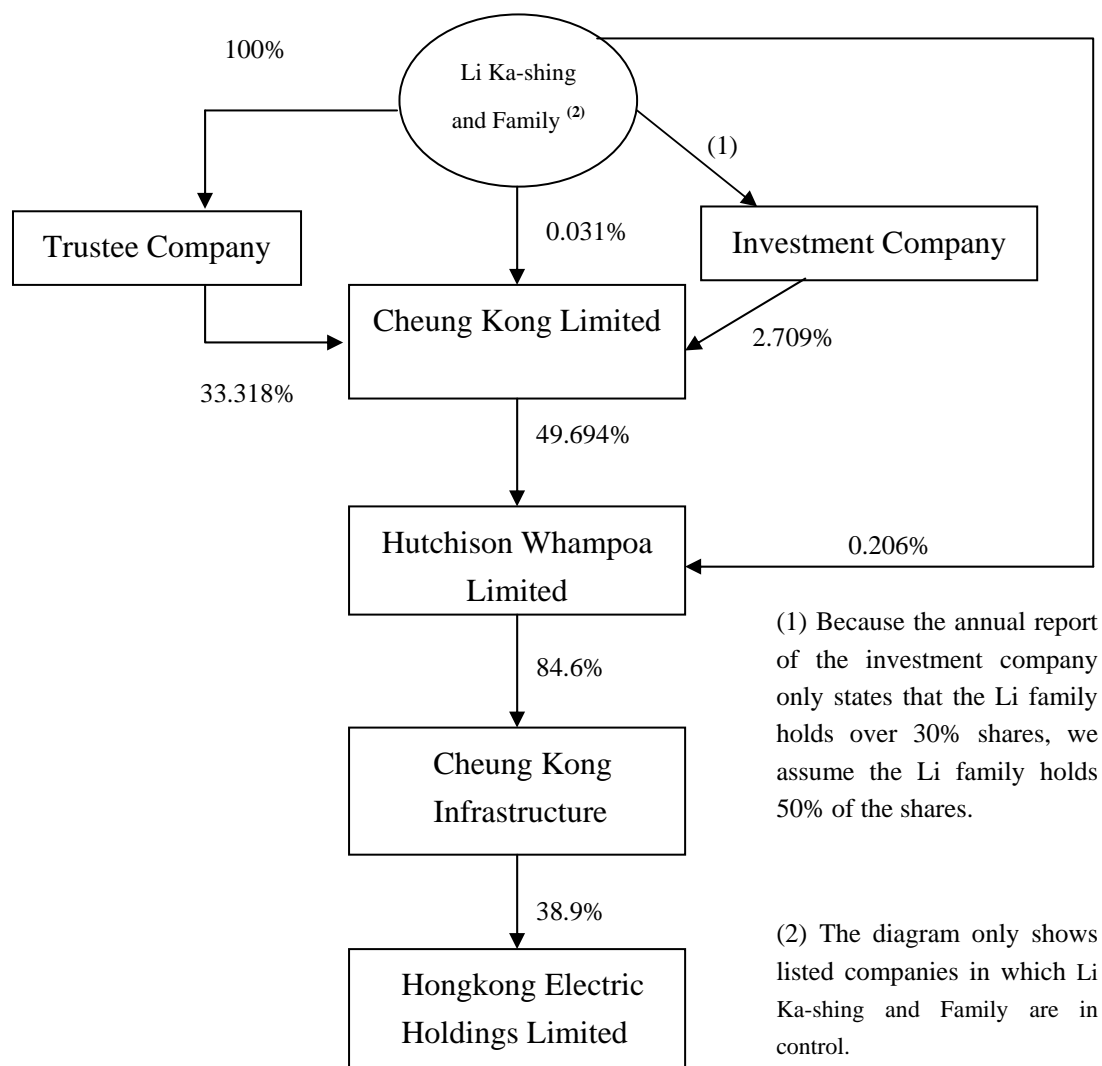 100%
Li Ka-shing
and Family (2)
(1)
Trustee Company
0.031%
Investment Company
Cheung Kong Limited
2.709%
33.318%
49.694%
Hutchison Whampoa
Limited
0.206%
(1) Because the annual report
of the investment company
only states that the Li family
holds over 30% shares, we
assume the Li family holds
50% of the shares.
84.6%
Cheung Kong
Infrastructure
38.9%
(2) The diagram only shows
listed companies in which Li
Ka-shing and Family are in
control.
Hongkong Electric
Holdings Limited